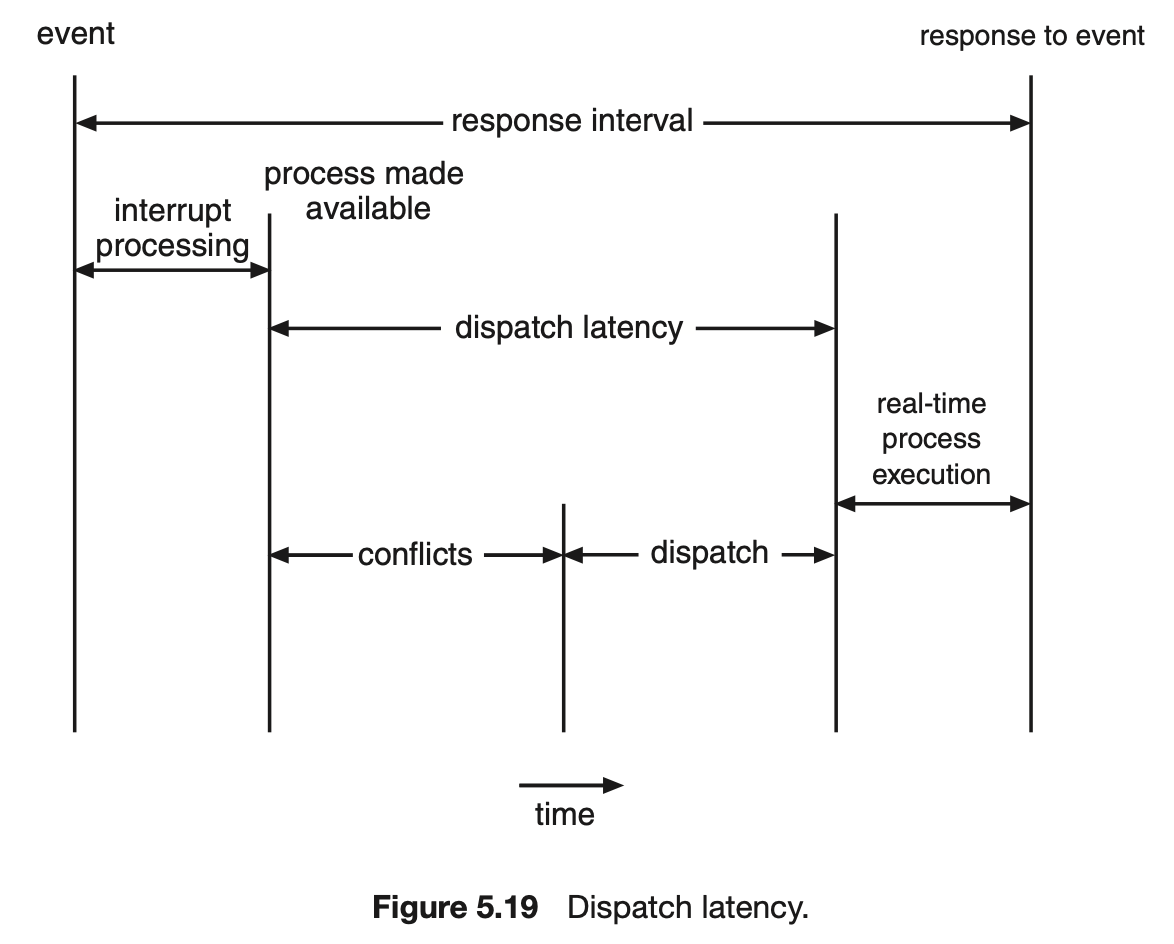 event
response to event
response interval
process made
available
interrupt
processing
dispatch latency
real-time
process
execution
conflicts
dispatch
time
Figure 5.19 Dispatch latency.